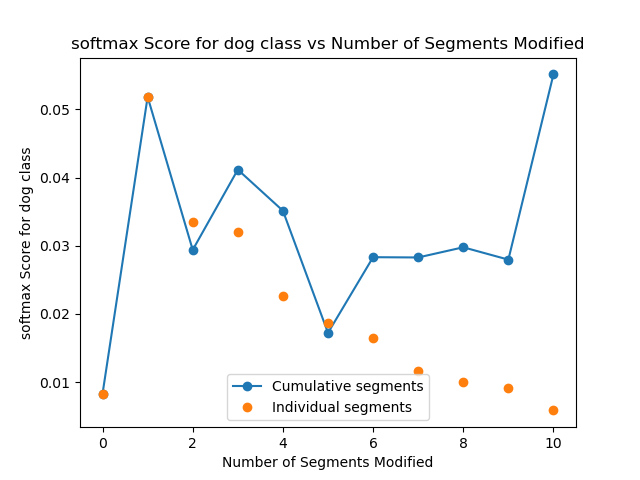 softmax Score for dog class vs Number of Segments Modified
softmax Score for dog class
0.05
0.04
0.03
0.02
0.01
Cumulative segments
Individual segments
0 2 4 6 8 10
Number of Segments Modified